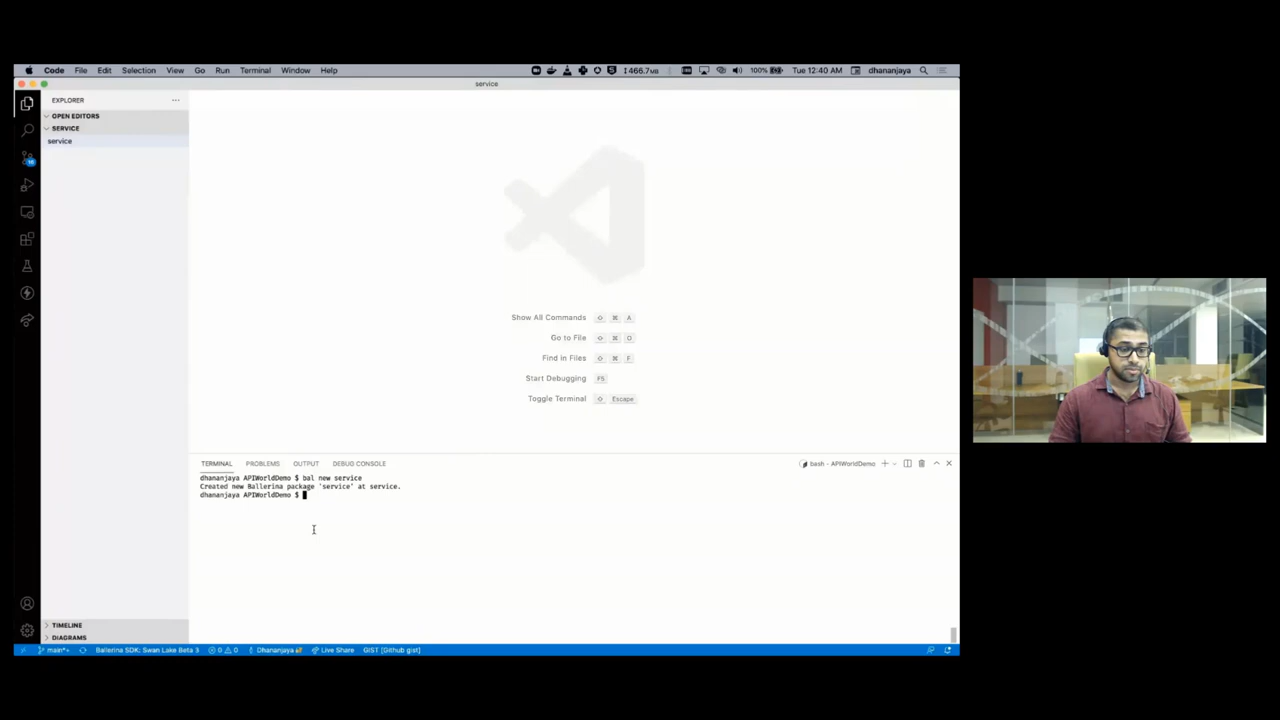 Code File Edit Selection View Go Run Terminal Window Help 100% Tue 12:40 AM dhananjaya
service
EXPLORER
OPEN EDITORS
SERVICE
service
Show All Commands ⇧ ⌘ A
Go to File ⇧ ⌘ O
Find in Files ⇧ ⌘ F
Start Debugging F5
Toggle Terminal ⇧ Escape
TERMINAL PROBLEMS OUTPUT DEBUG CONSOLE bash - APIWorldDemo
dhananjaya APIWorldDemo $ bal new service
Created new Ballerina package 'service' at service.
dhananjaya APIWorldDemo $
TIMELINE
DIAGRAMS
main*+ Ballerina SDK: Swan Lake Beta 3 0 0 Dhananjaya Live Share GIST [Github gist]